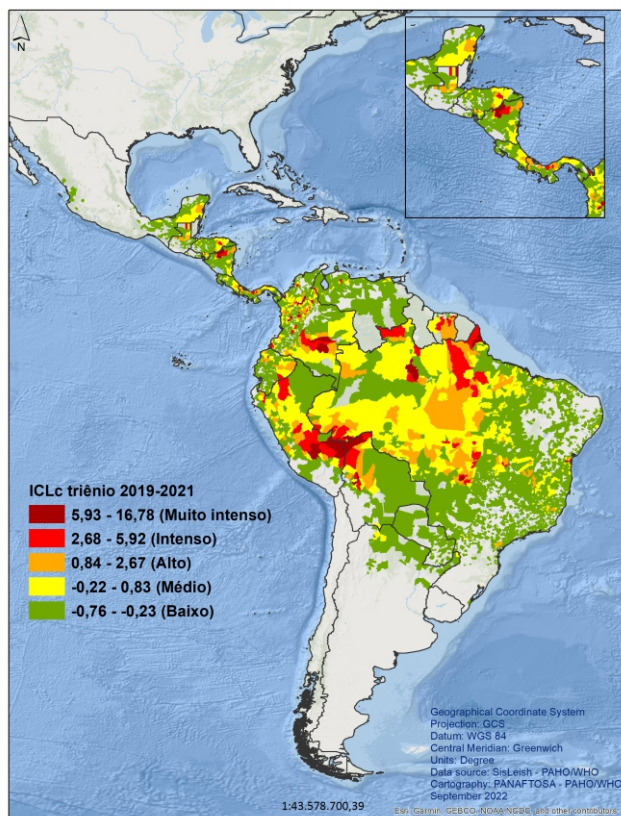 N
ICLc triênio 2019-2021
5,93 - 16,78 (Muito intenso)
2,68 - 5,92 (Intenso)
0,84 - 2,67 (Alto)
-0,22 - 0,83 (Médio)
-0,76 - -0,23 (Baixo)
Geographical Coordinate System
Projection: GCS
Datum: WGS 84
Central Meridian: Greenwich
Units: Degree
Data source: SisLeish - PAHO/WHO
Cartography: PANAFTOSA - PAHO/WHO
September 2022
1:43.578.700,39
Esri, Garmin, GEBCO, NOAA NGDC, and other contributors